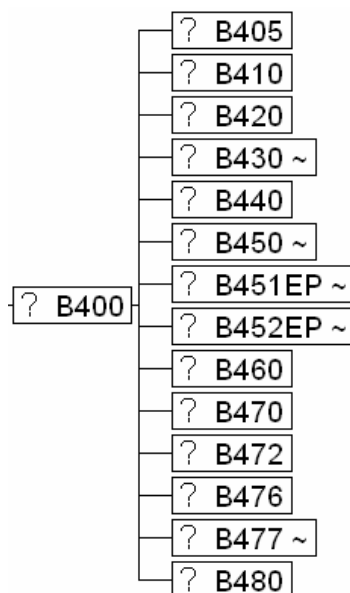 ? B405
? B410
? B420
? B430 ~
? B440
? B450 ~
? B451EP ~
? B400
? B452EP ~
? B460
? B470
? B472
? B476
? B477 ~
? B480